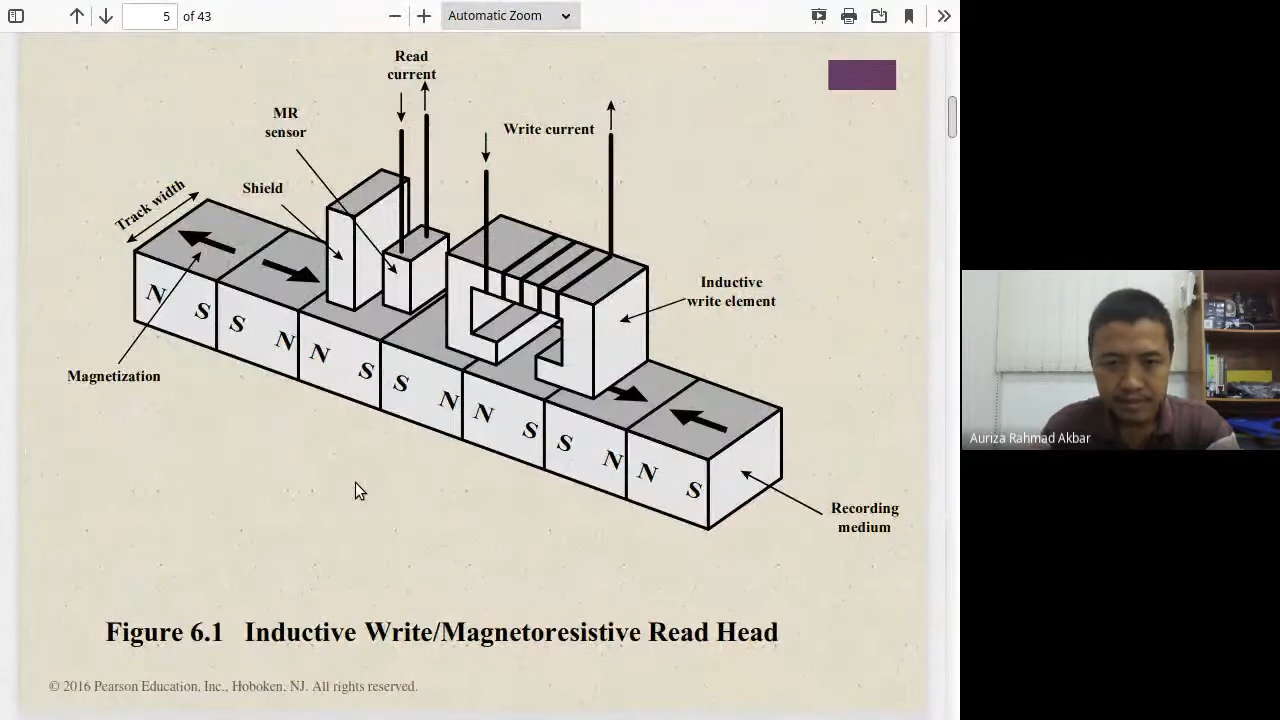 5
of 43
Automatic Zoom
Read
current
MR
sensor
Write current
Shield
Track width
Inductive
write element
Magnetization
N S S N N S S N N S S N N S
Recording
medium
Auriza Rahmad Akbar
Figure 6.1 Inductive Write/Magnetoresistive Read Head
© 2016 Pearson Education, Inc., Hoboken, NJ. All rights reserved.